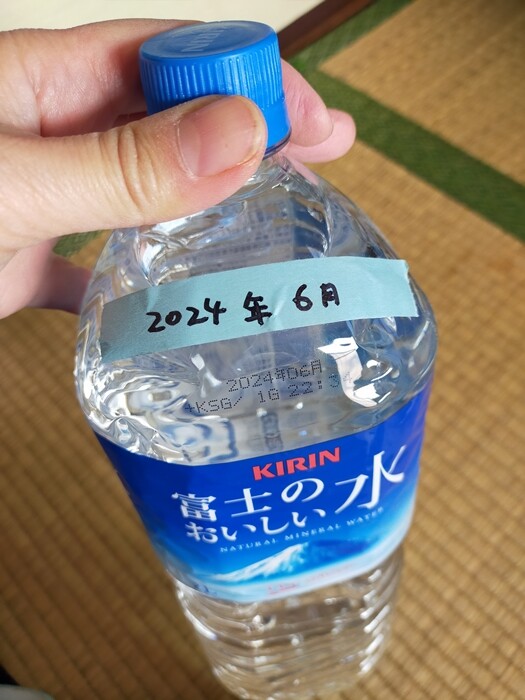 2024年6月
2024年06月
+KSG/ 1G 22:3
KIRIN
富士の
おいしい水
NATURAL MINERAL WATER